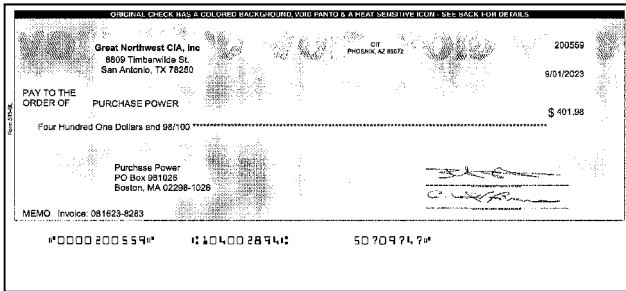 ORIGINAL CHECK HAS A COLORED BACKGROUND, VOID PANTO & A HEAT SENSITIVE ICON - SEE BACK FOR DETAILS
Great Northwest CIA, Inc
8809 Timberwilde St.
San Antonio, TX 78250
CIT
PHOENIX, AZ 85072
200559
9/01/2023
PAY TO THE
ORDER OF PURCHASE POWER
$ 401.98
Four Hundred One Dollars and 98/100
Purchase Power
PO Box 981026
Boston, MA 02298-1026
MEMO Invoice: 081623-8263
⑈0000200559⑈ ⑆104002894⑆ 50709747⑈